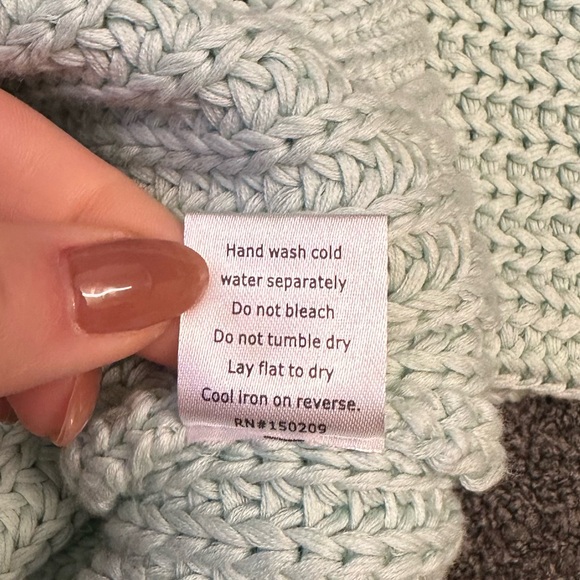 Hand wash cold
water separately
Do not bleach
Do not tumble dry
Lay flat to dry
Cool iron on reverse.
RN#150209